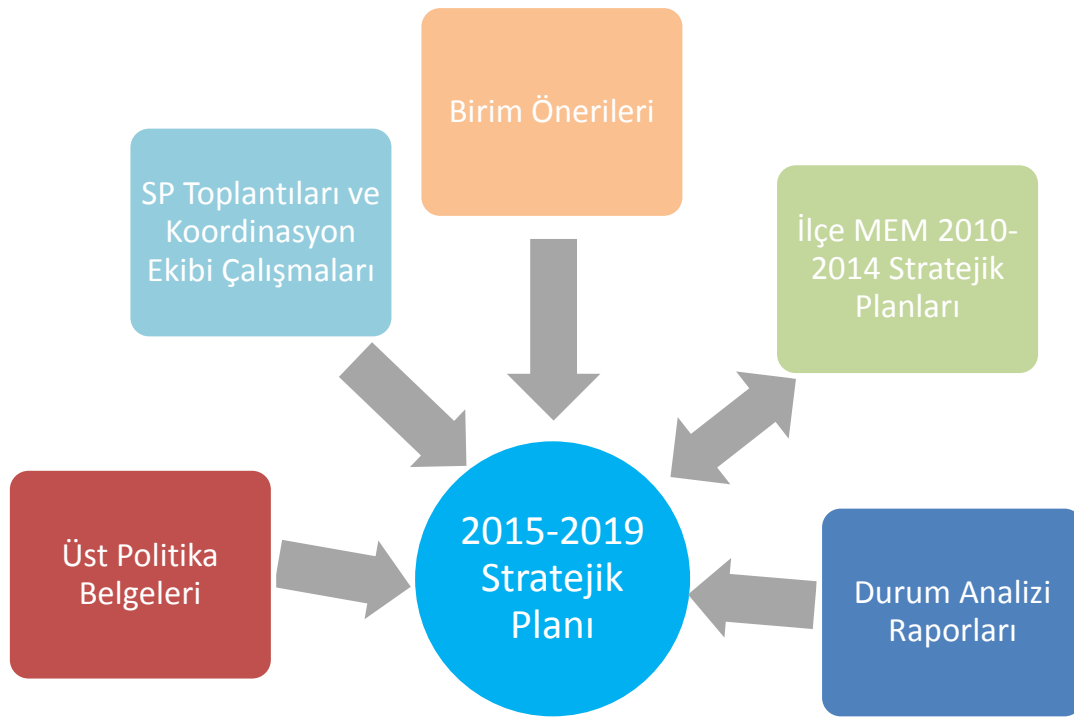 Birim Önerileri
SP Toplantıları ve
Koordinasyon
Ekibi Çalışmaları
İlçe MEM 2010-
2014 Stratejik
Planları
Üst Politika
Belgeleri
2015-2019
Stratejik
Planı
Durum Analizi
Raporları